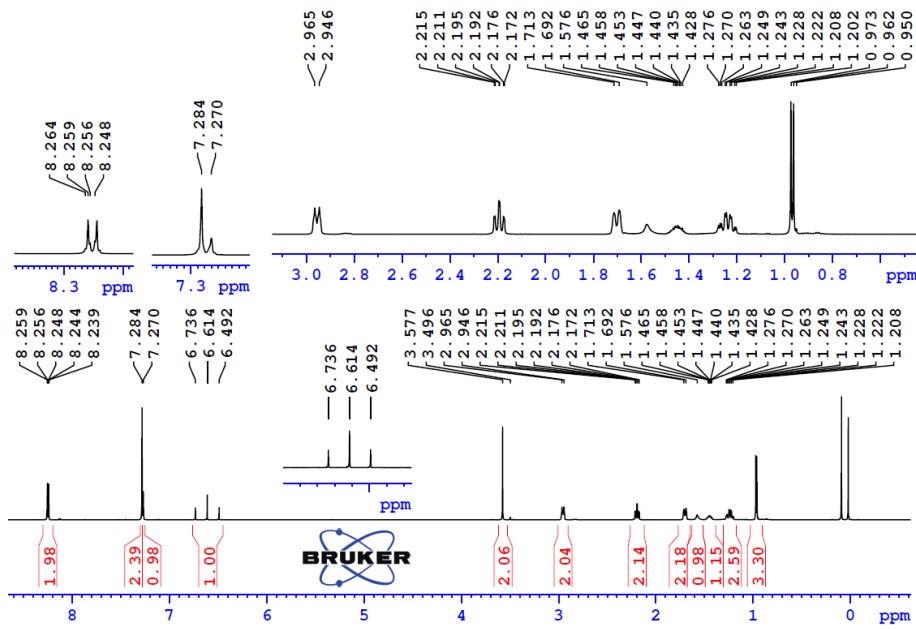 2.965 2.946
2.215 2.211 2.195 2.192 2.176 2.172 1.713 1.692 1.576 1.465 1.458 1.453 1.447 1.440 1.435 1.428 1.276 1.270 1.263 1.249 1.243 1.228 1.222 1.208 1.202 0.973 0.962 0.950
8.264 8.259 8.256 8.248
7.284 7.270
3.0 2.8 2.6 2.4 2.2 2.0 1.8 1.6 1.4 1.2 1.0 0.8 ppm
8.3 ppm
7.3 ppm
8.259 8.256 8.248 8.244 8.239
7.284 7.270
6.736 6.614 6.492
3.577 3.496 2.965 2.946 2.215 2.211 2.195 2.192 2.176 2.172 1.713 1.692 1.576 1.465 1.458 1.453 1.447 1.440 1.435 1.428 1.276 1.270 1.263 1.249 1.243 1.228 1.222 1.208
6.736 6.614 6.492
ppm
BRUKER
1.98 2.39 0.98 1.00 2.06 2.04 2.14 2.18 0.98 1.15 2.59 3.30
8 7 6 5 4 3 2 1 0 ppm